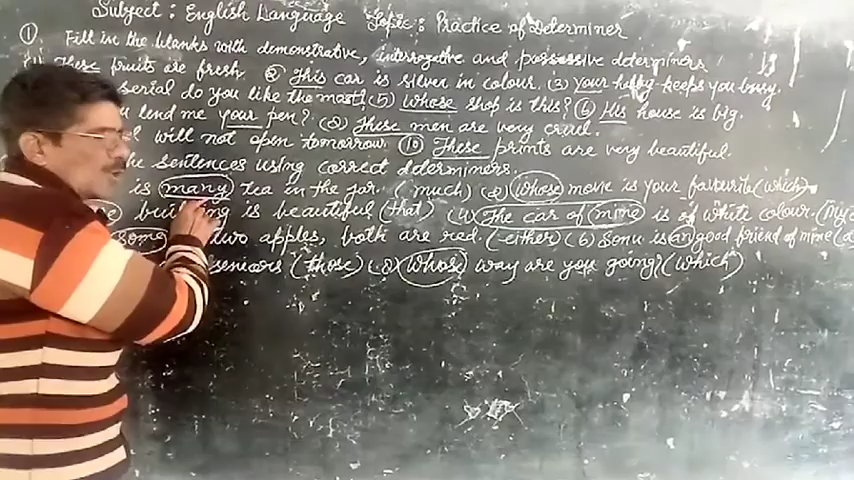 Subject: English Language Topic: Practice of Determiner
① Fill in the blanks with demonstrative, interrogative and possessive determiners.
These fruits are fresh. ② This car is silver in colour. (3) your hobby keeps you busy.
serial do you like the most? (5) whose shop is this? ⑥ His house is big.
lend me your pen? (8) These men are very cruel.
will not open tomorrow. ⑩ These prints are very beautiful.
the sentences using correct determiners.
is many tea in the jar. (much) (2) whose movie is your favourite (which)
building is beautiful (that) (4) The car of mine is of white colour.
some two apples, both are red. (either) (6) Sonu is an good friend of mine (a
seniors (those) (8) whose way are you going? (which)